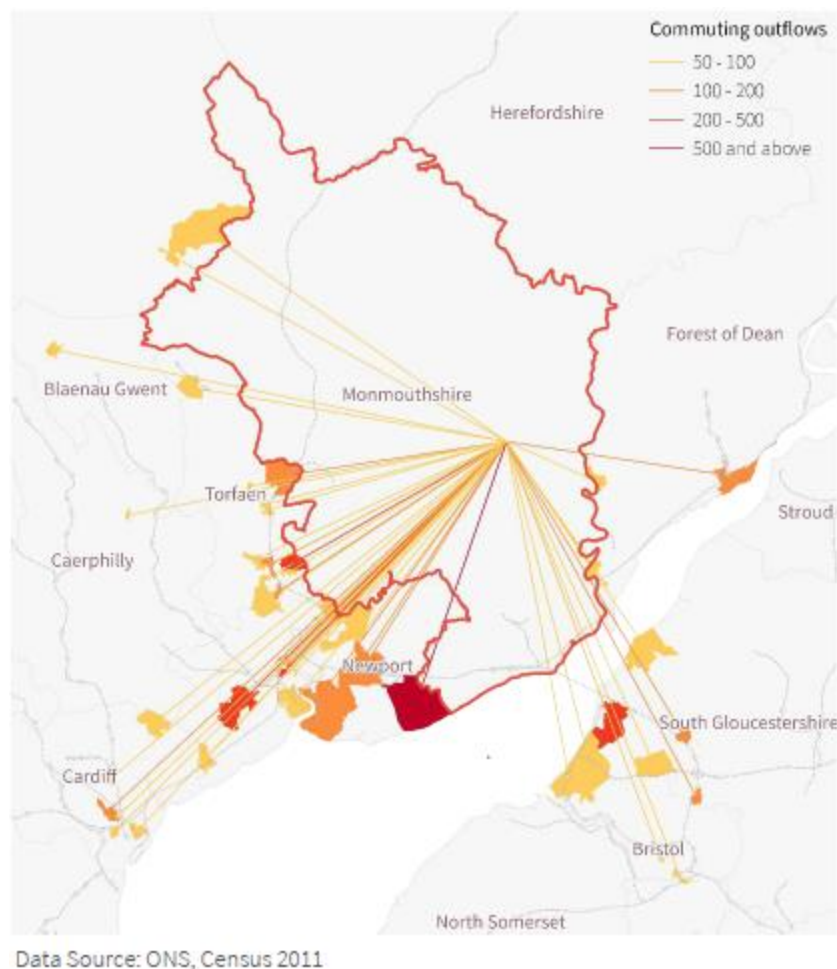 Commuting outflows
50 - 100
100 - 200
200 - 500
500 and above
Herefordshire
Forest of Dean
Blaenau Gwent
Monmouthshire
Torfaen
Stroud
Caerphilly
Newport
South Gloucestershire
Cardiff
Bristol
North Somerset
Data Source: ONS, Census 2011